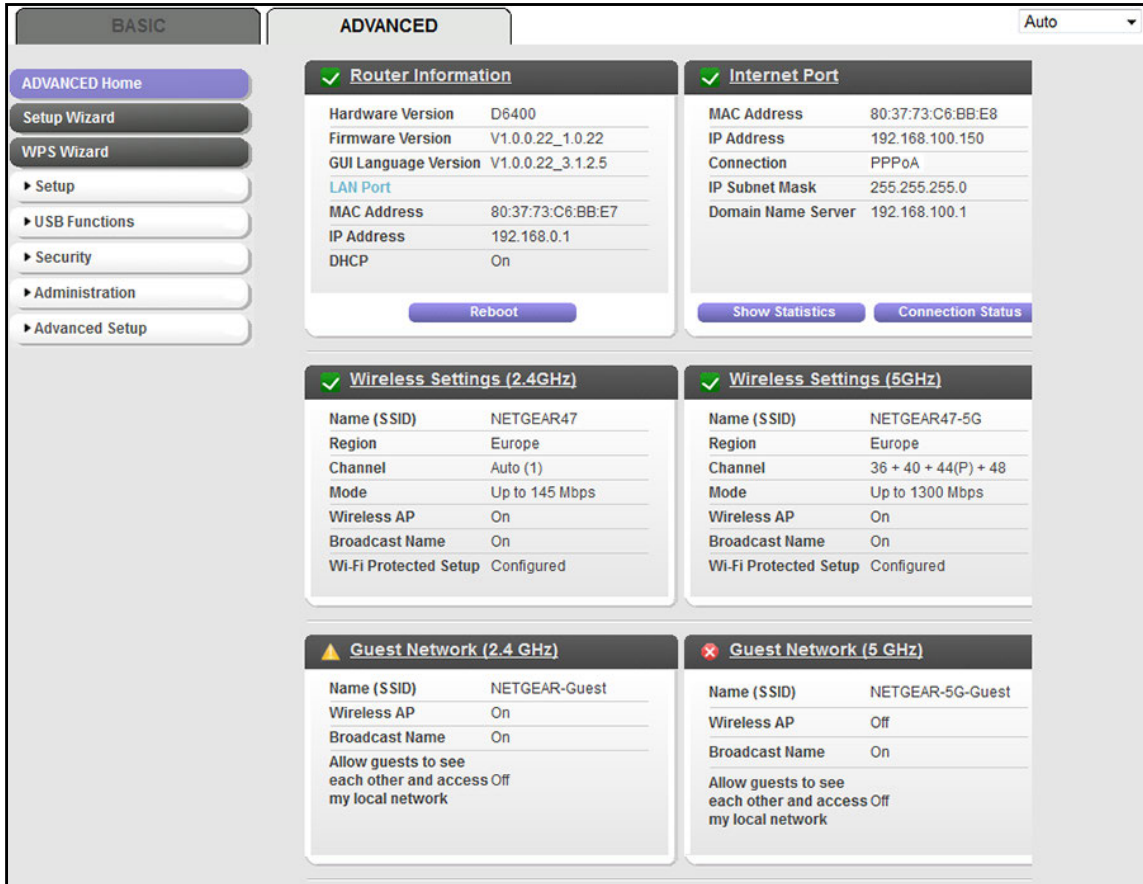 BASIC
ADVANCED
Auto
ADVANCED Home
Setup Wizard
WPS Wizard
Setup
USB Functions
Security
Administration
Advanced Setup
Router Information
Hardware Version D6400
Firmware Version V1.0.0.22_1.0.22
GUI Language Version V1.0.0.22_3.1.2.5
LAN Port
MAC Address 80:37:73:C6:BB:E7
IP Address 192.168.0.1
DHCP On
Reboot
Internet Port
MAC Address 80:37:73:C6:BB:E8
IP Address 192.168.100.150
Connection PPPoA
IP Subnet Mask 255.255.255.0
Domain Name Server 192.168.100.1
Show Statistics
Connection Status
Wireless Settings (2.4GHz)
Name (SSID) NETGEAR47
Region Europe
Channel Auto (1)
Mode Up to 145 Mbps
Wireless AP On
Broadcast Name On
Wi-Fi Protected Setup Configured
Wireless Settings (5GHz)
Name (SSID) NETGEAR47-5G
Region Europe
Channel 36 + 40 + 44(P) + 48
Mode Up to 1300 Mbps
Wireless AP On
Broadcast Name On
Wi-Fi Protected Setup Configured
Guest Network (2.4 GHz)
Name (SSID) NETGEAR-Guest
Wireless AP On
Broadcast Name On
Allow guests to see
each other and access Off
my local network
Guest Network (5 GHz)
Name (SSID) NETGEAR-5G-Guest
Wireless AP Off
Broadcast Name On
Allow guests to see
each other and access Off
my local network